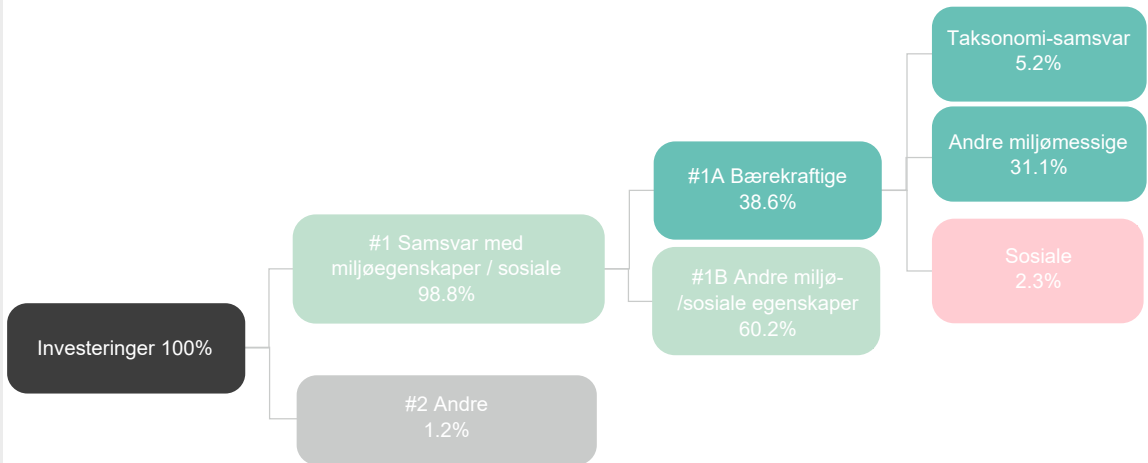 Investeringer 100%
#1 Samsvar med
miljøegenskaper / sosiale
98.8%
#2 Andre
1.2%
#1A Bærekraftige
38.6%
#1B Andre miljø-
/sosiale egenskaper
60.2%
Taksonomi-samsvar
5.2%
Andre miljømessige
31.1%
Sosiale
2.3%